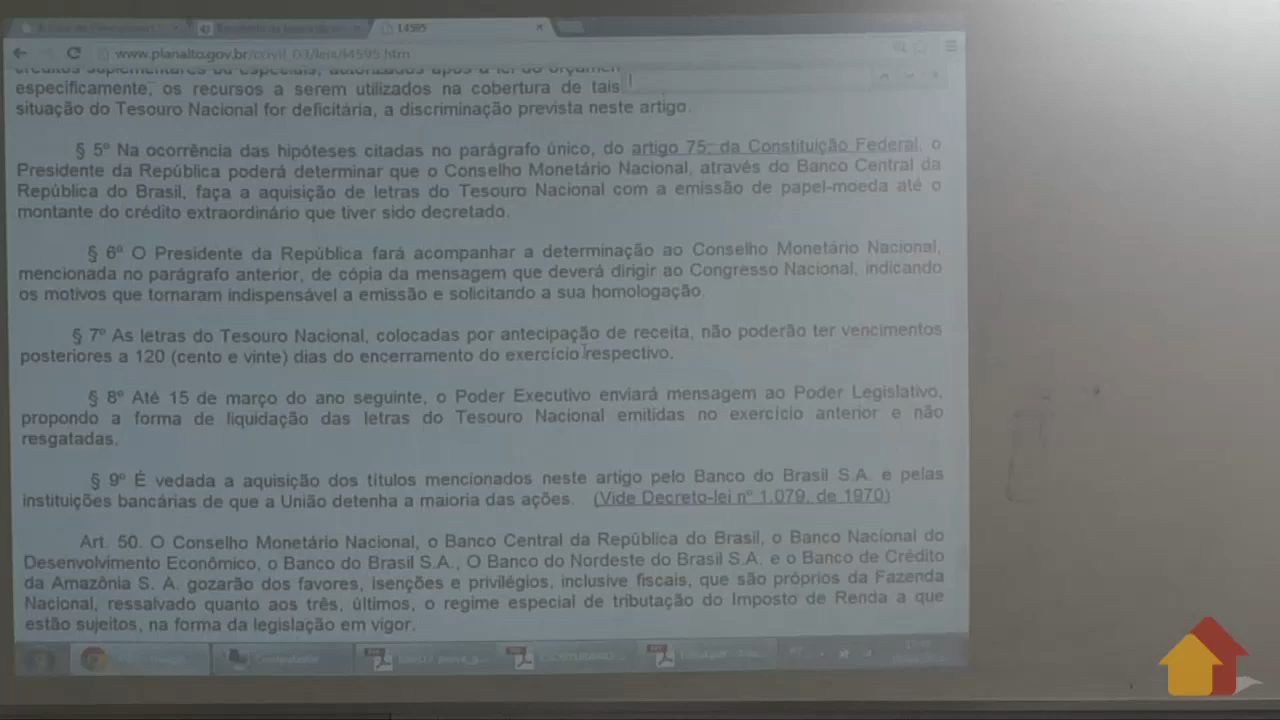 14595
www.planalto.gov.br/ccivil_03/leis/l4595.htm
créditos suplementares ou especiais, autorizados após a lei do orçamen
especificamente, os recursos a serem utilizados na cobertura de tais
situação do Tesouro Nacional for deficitária, a discriminação prevista neste artigo.
§ 5º Na ocorrência das hipóteses citadas no parágrafo único, do artigo 75, da Constituição Federal, o
Presidente da República poderá determinar que o Conselho Monetário Nacional, através do Banco Central da
República do Brasil, faça a aquisição de letras do Tesouro Nacional com a emissão de papel-moeda até o
montante do crédito extraordinário que tiver sido decretado.
§ 6º O Presidente da República fará acompanhar a determinação ao Conselho Monetário Nacional,
mencionada no parágrafo anterior, de cópia da mensagem que deverá dirigir ao Congresso Nacional, indicando
os motivos que tornaram indispensável a emissão e solicitando a sua homologação.
§ 7º As letras do Tesouro Nacional, colocadas por antecipação de receita, não poderão ter vencimentos
posteriores a 120 (cento e vinte) dias do encerramento do exercício respectivo.
§ 8º Até 15 de março do ano seguinte, o Poder Executivo enviará mensagem ao Poder Legislativo,
propondo a forma de liquidação das letras do Tesouro Nacional emitidas no exercício anterior e não
resgatadas.
§ 9º É vedada a aquisição dos títulos mencionados neste artigo pelo Banco do Brasil S.A. e pelas
instituições bancárias de que a União detenha a maioria das ações. (Vide Decreto-lei nº 1.079, de 1970)
Art. 50. O Conselho Monetário Nacional, o Banco Central da República do Brasil, o Banco Nacional do
Desenvolvimento Econômico, o Banco do Brasil S.A., O Banco do Nordeste do Brasil S.A. e o Banco de Crédito
da Amazônia S. A. gozarão dos favores, isenções e privilégios, inclusive fiscais, que são próprios da Fazenda
Nacional, ressalvado quanto aos três, últimos, o regime especial de tributação do Imposto de Renda a que
estão sujeitos, na forma da legislação em vigor.
Computador